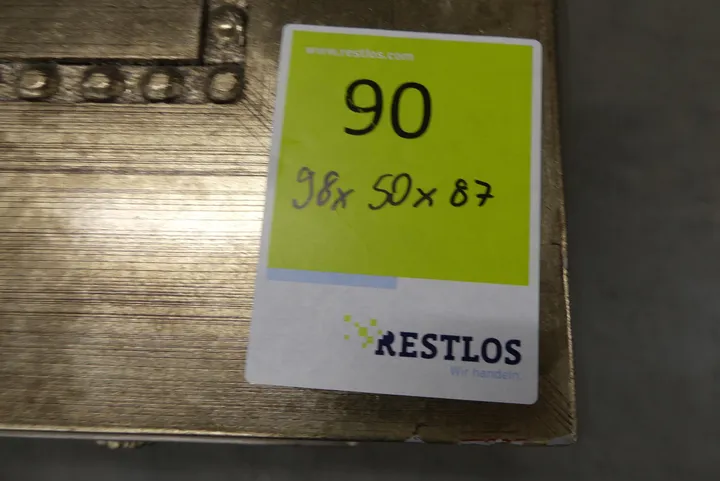 www.restlos.com
90
98x 50x 87
RESTLOS
Wir handeln.